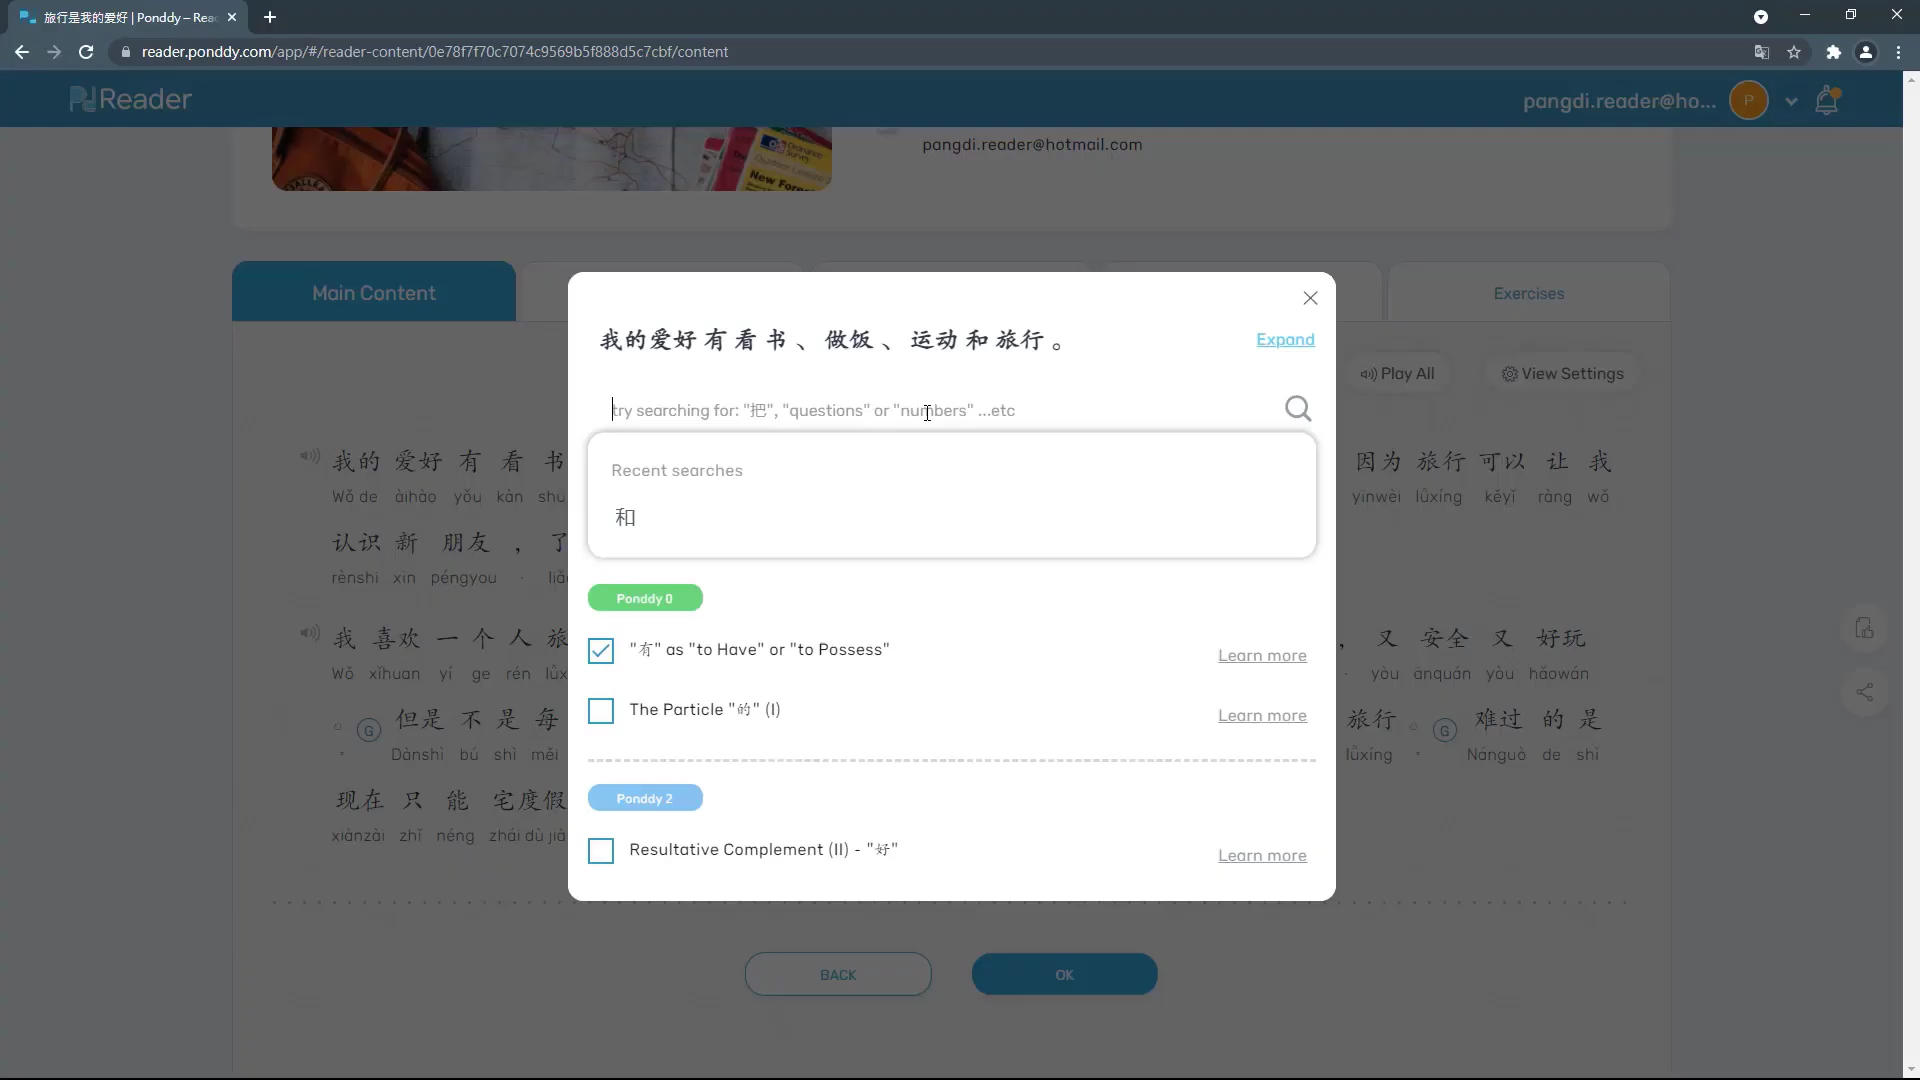 旅行是我的爱好 | Ponddy – Rea
reader.ponddy.com/app/#/reader-content/0e78f7f70c7074c9569b5f888d5c7cbf/content
Reader
pangdi.reader@ho...
P
Ordnance
Survey
New Fore
pangdi.reader@hotmail.com
Main Content
Exercises
我的爱好 有 看 书 、 做饭 、 运动 和 旅行 。
Expand
Play All
View Settings
try searching for: "把", "questions" or "numbers" ...etc
Recent searches
和
我的 爱好 有 看 书
因为 旅行 可以 让 我
Wǒ de àihào yǒu kàn shū
yīnwèi lǚxíng kěyǐ ràng wǒ
认识 新 朋友 ,
rènshi xīn péngyou
Ponddy 0
"有" as "to Have" or "to Possess"
Learn more
The Particle "的" (I)
Learn more
我 喜欢 一 个 人 旅
, 又 安全 又 好玩
Wǒ xǐhuan yí ge rén
yòu ānquán yòu hǎowán
。 G 但是 不 是 每
旅行 。 G 难过 的 是
Dànshì bú shì měi
lǚxíng Nánguò de shì
Ponddy 2
现在 只 能 宅度假
xiànzài zhǐ néng zhái dù jià
Resultative Complement (II) - "好"
Learn more
BACK
OK